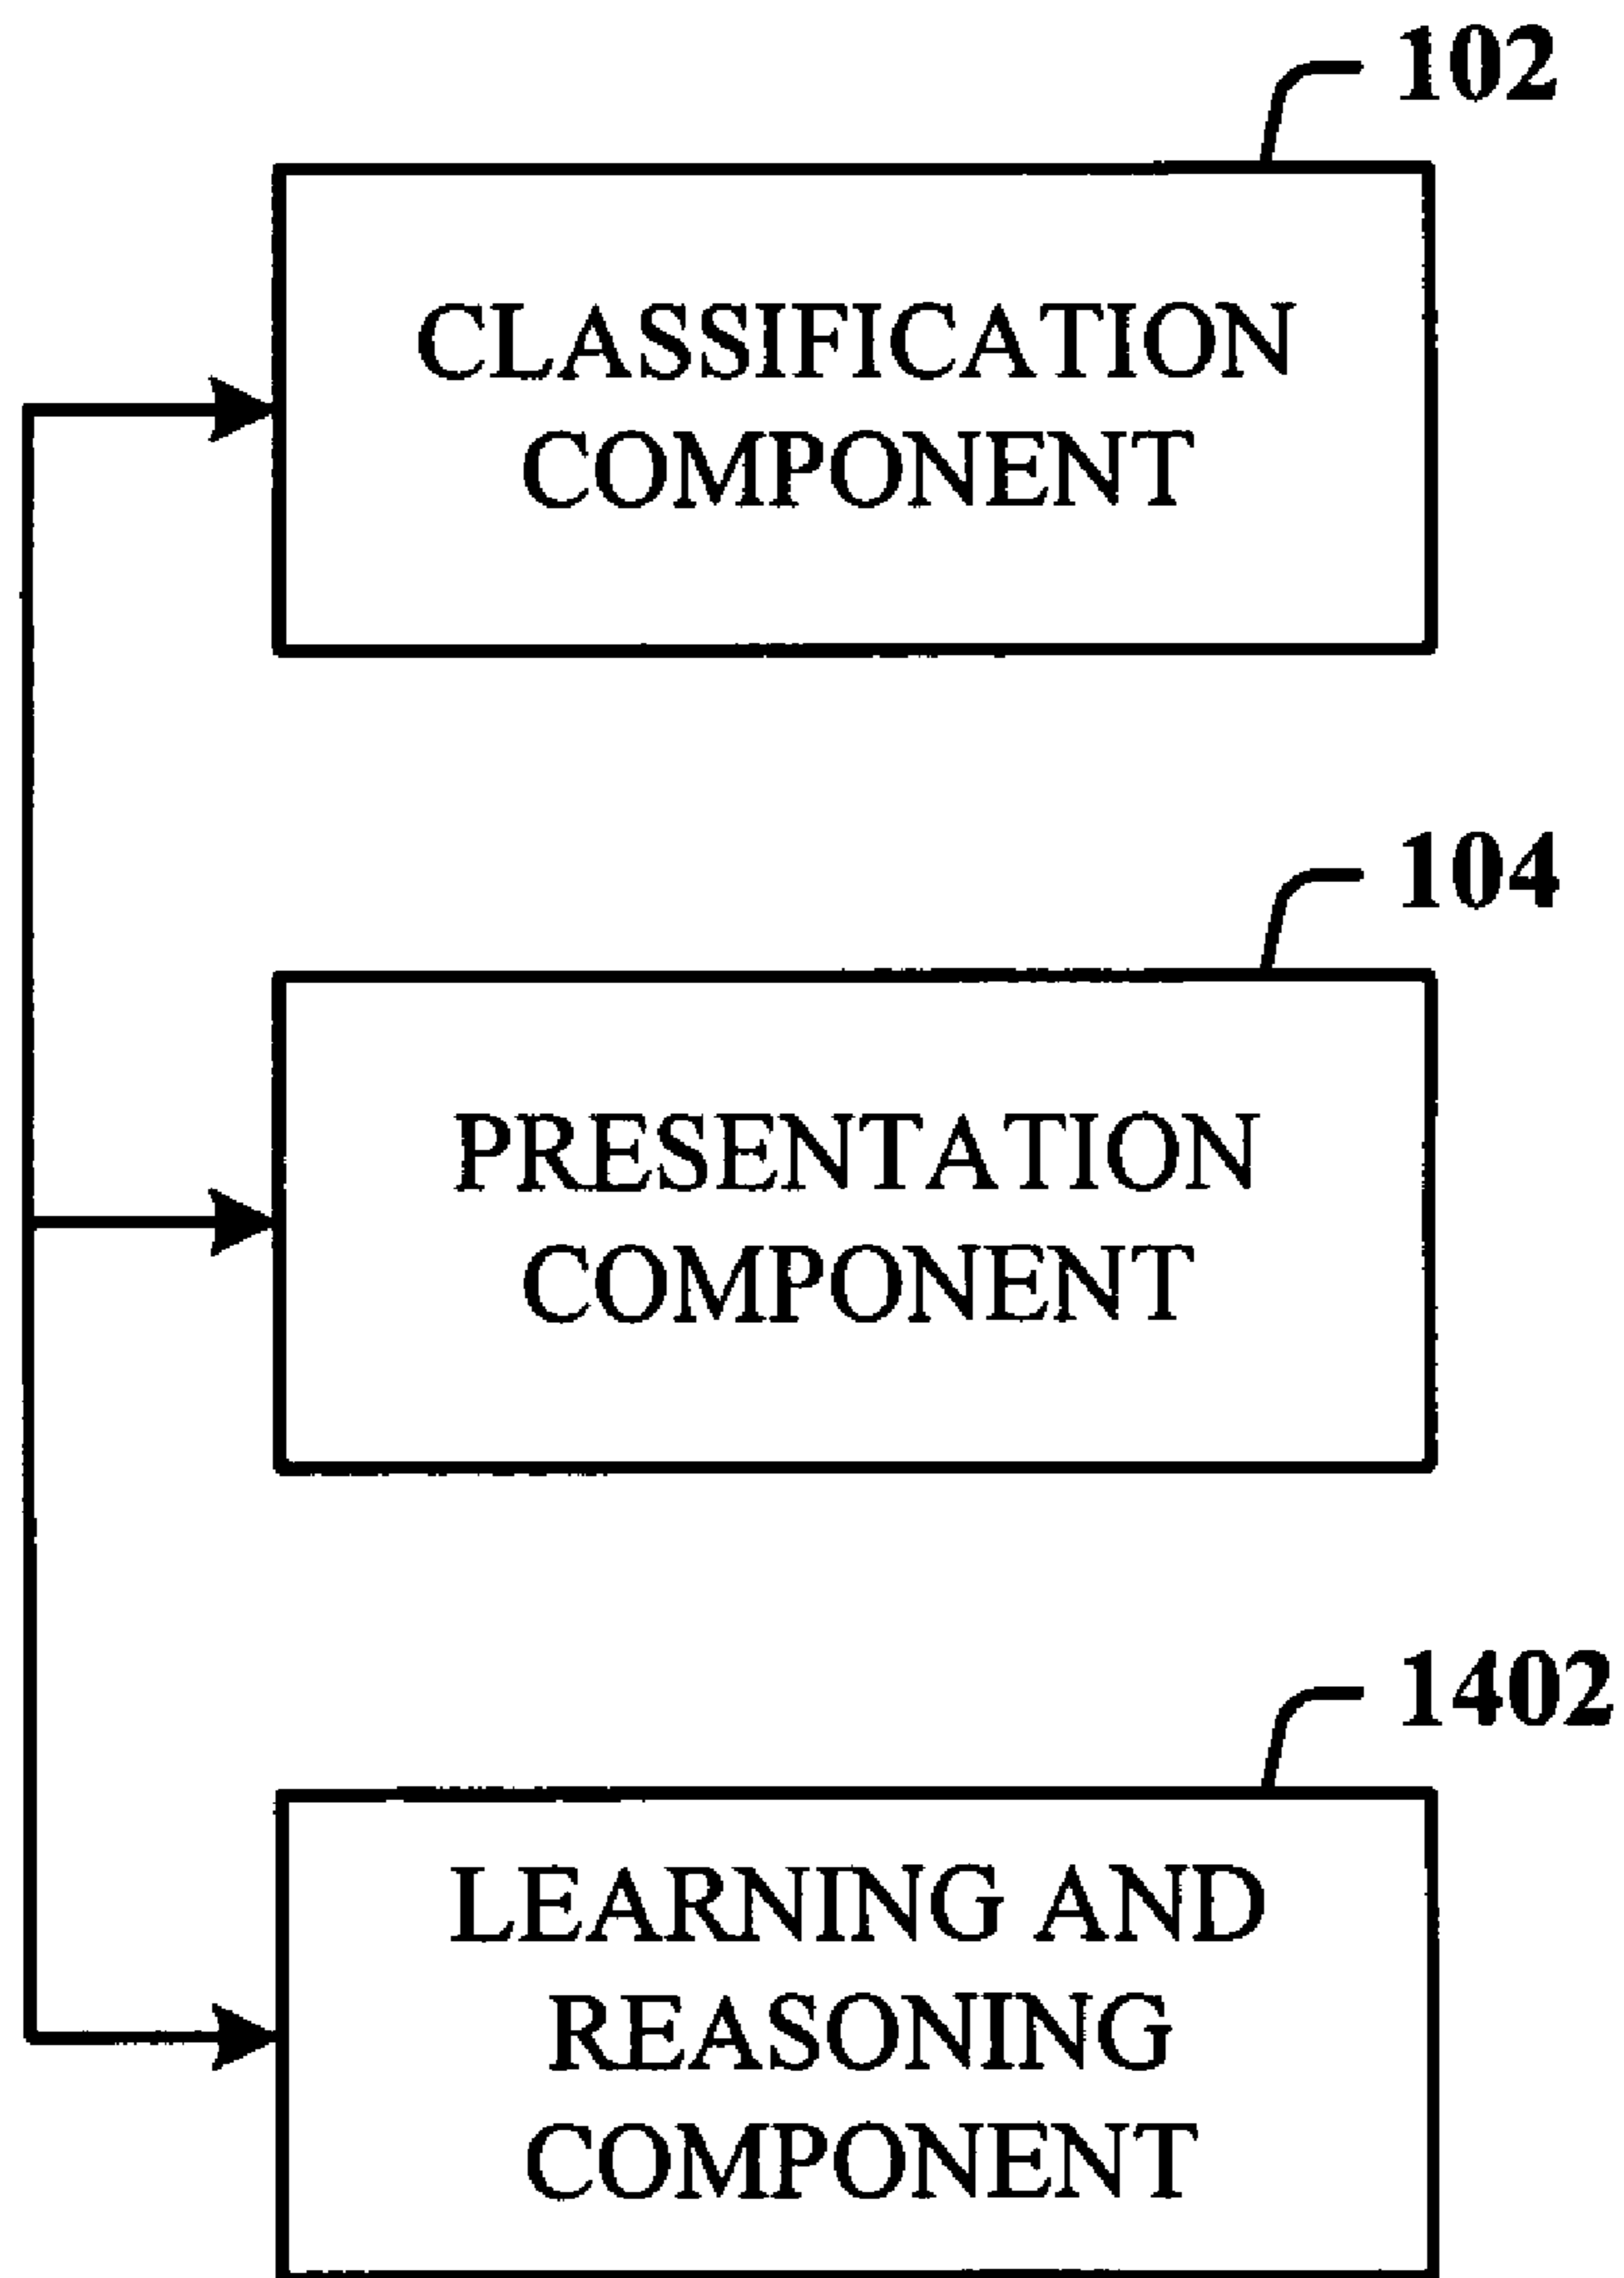 102
CLASSIFICATION
COMPONENT
104
PRESENTATION
COMPONENT
1402
LEARNING AND
REASONING
COMPONENT